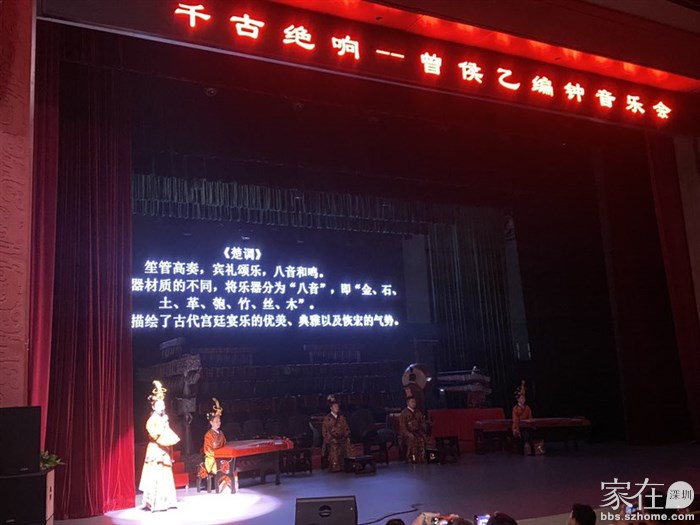 千古绝响--曾侯乙编钟音乐会
《楚调》
笙管高奏，宾礼颂乐，八音和鸣。
器材质的不同，将乐器分为“八音”，即“金、石、
土、革、匏、竹、丝、木”。
描绘了古代宫廷宴乐的优美、典雅以及恢宏的气势。
家在深圳
bbs.szhome.com